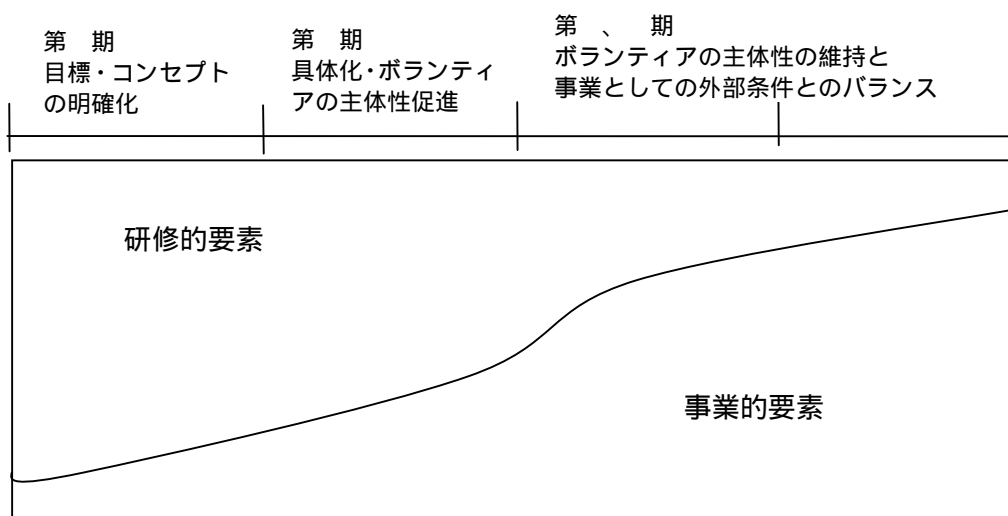 第　期
目標・コンセプト
の明確化
第　期
具体化・ボランティ
アの主体性促進
第　、　期
ボランティアの主体性の維持と
事業としての外部条件とのバランス
研修的要素
事業的要素